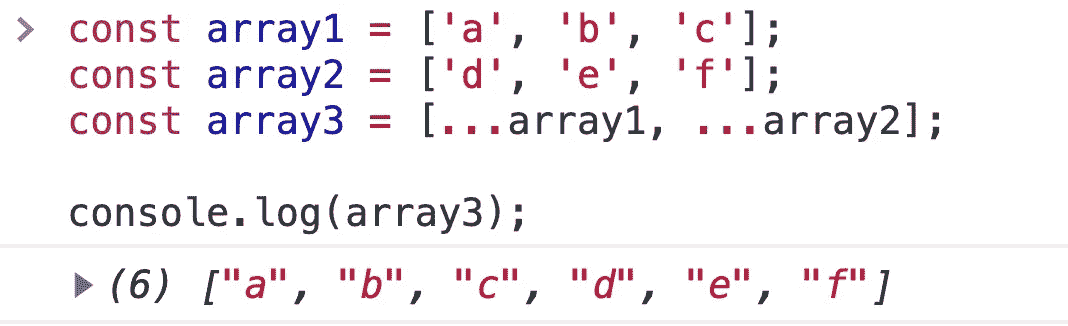 > const array1 = ['a', 'b', 'c'];
const array2 = ['d', 'e', 'f'];
const array3 = [...array1, ...array2];
console.log(array3);
▶ (6) ["a", "b", "c", "d", "e", "f"]